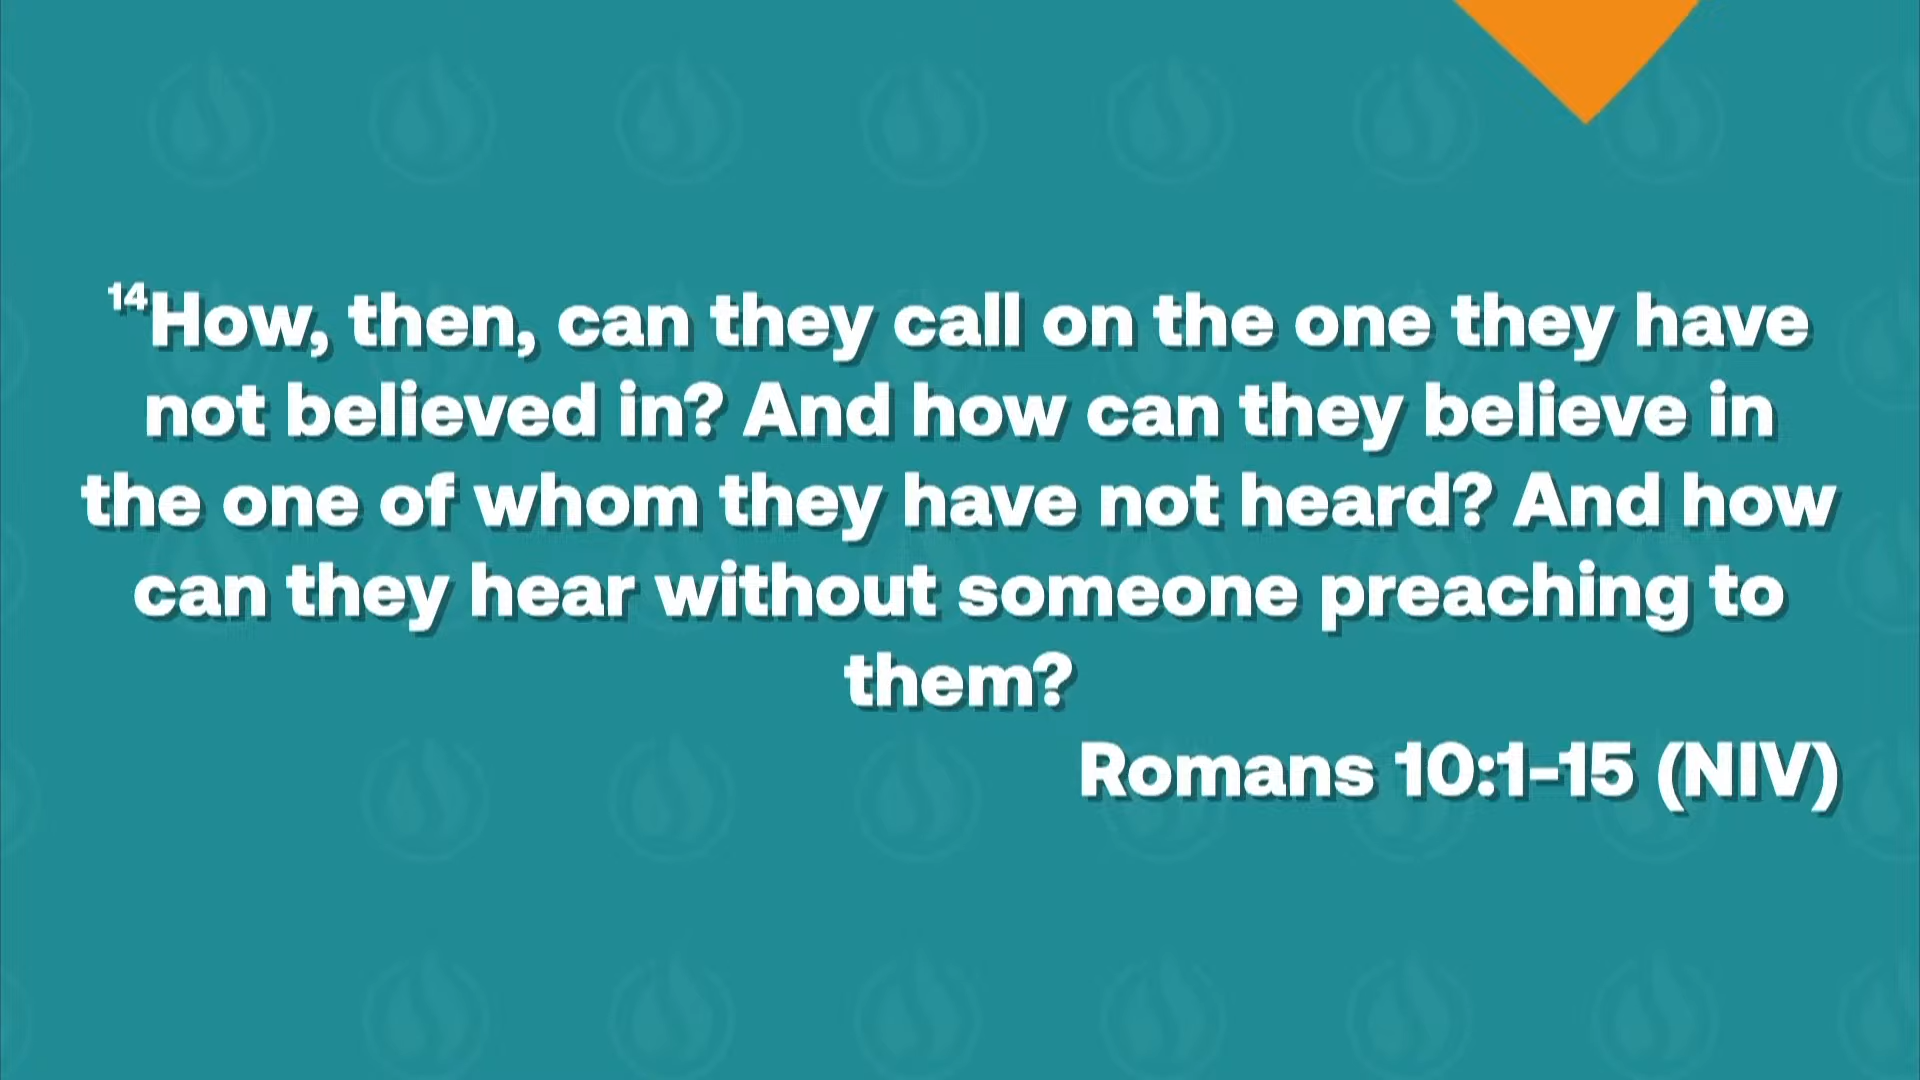 ¹⁴How, then, can they call on the one they have
not believed in? And how can they believe in
the one of whom they have not heard? And how
can they hear without someone preaching to
them?
Romans 10:1-15 (NIV)